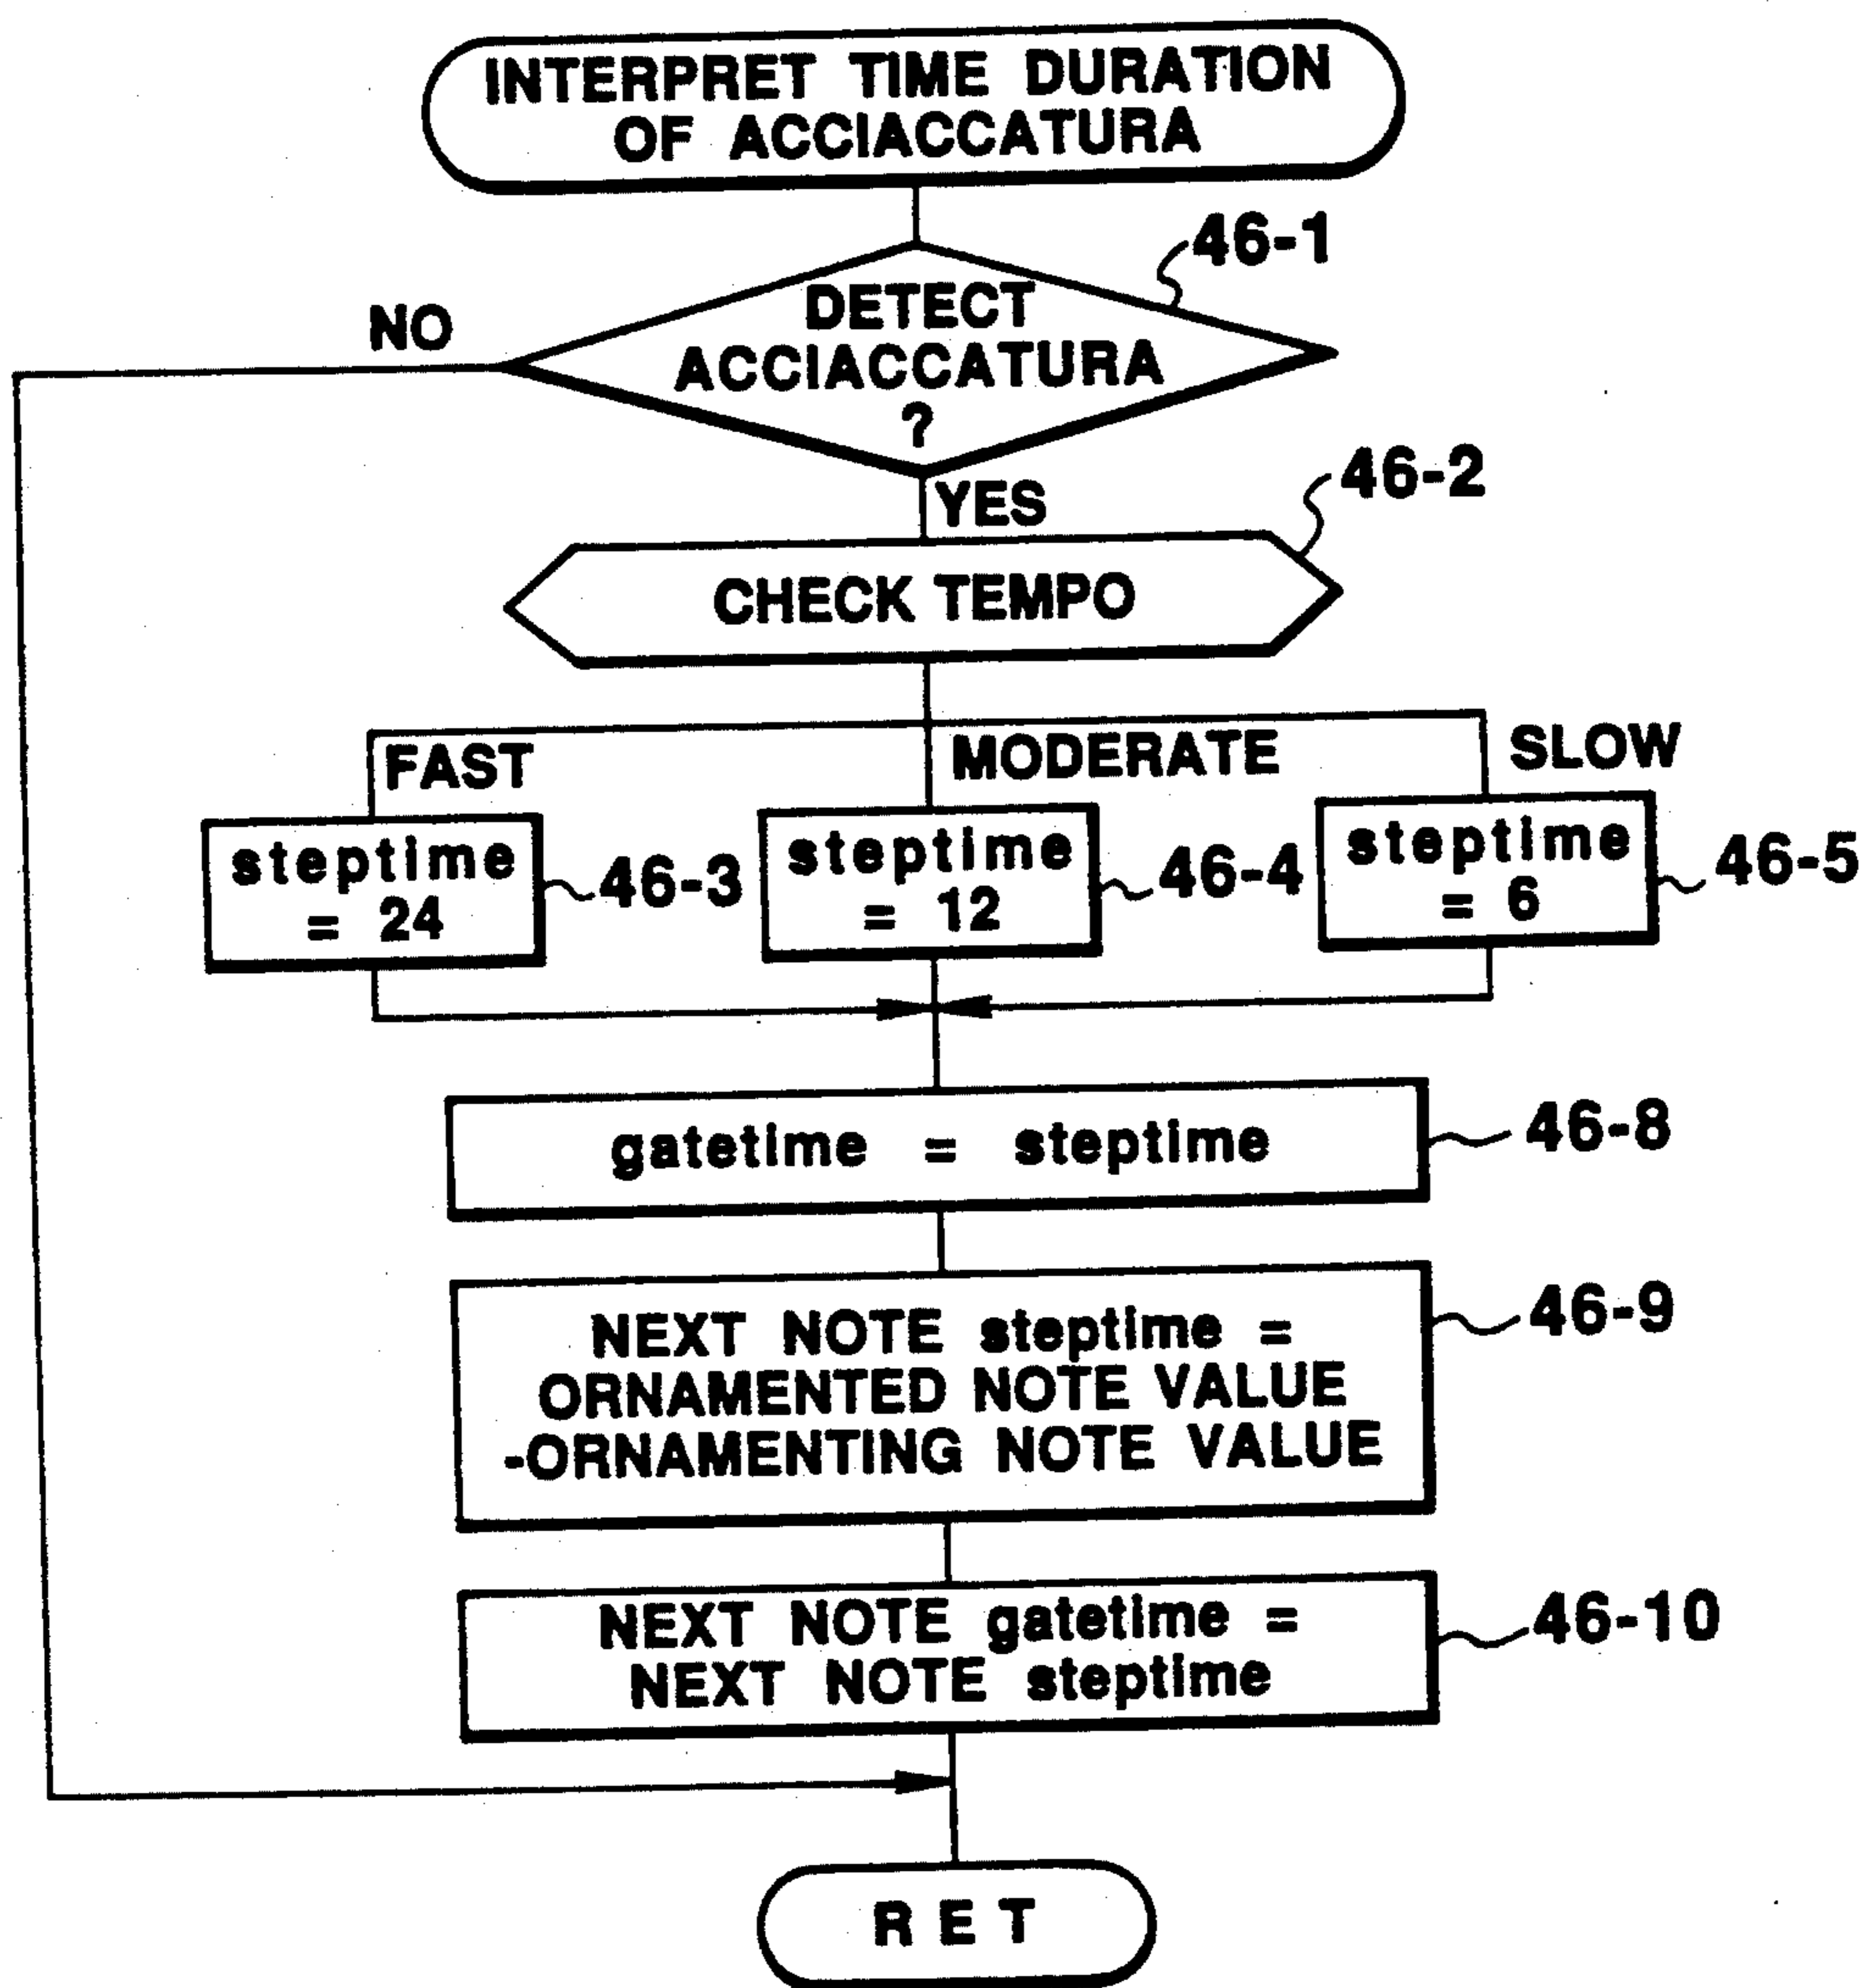 INTERPRET TIME DURATION
OF ACCIACCATURA
46-1
DETECT
ACCIACCATURA
?
NO
YES
46-2
CHECK TEMPO
FAST
MODERATE
SLOW
steptime
= 24
46-3
steptime
= 12
46-4
steptime
= 6
46-5
gatetime = steptime
46-8
NEXT NOTE steptime =
ORNAMENTED NOTE VALUE
-ORNAMENTING NOTE VALUE
46-9
NEXT NOTE gatetime =
NEXT NOTE steptime
46-10
RET